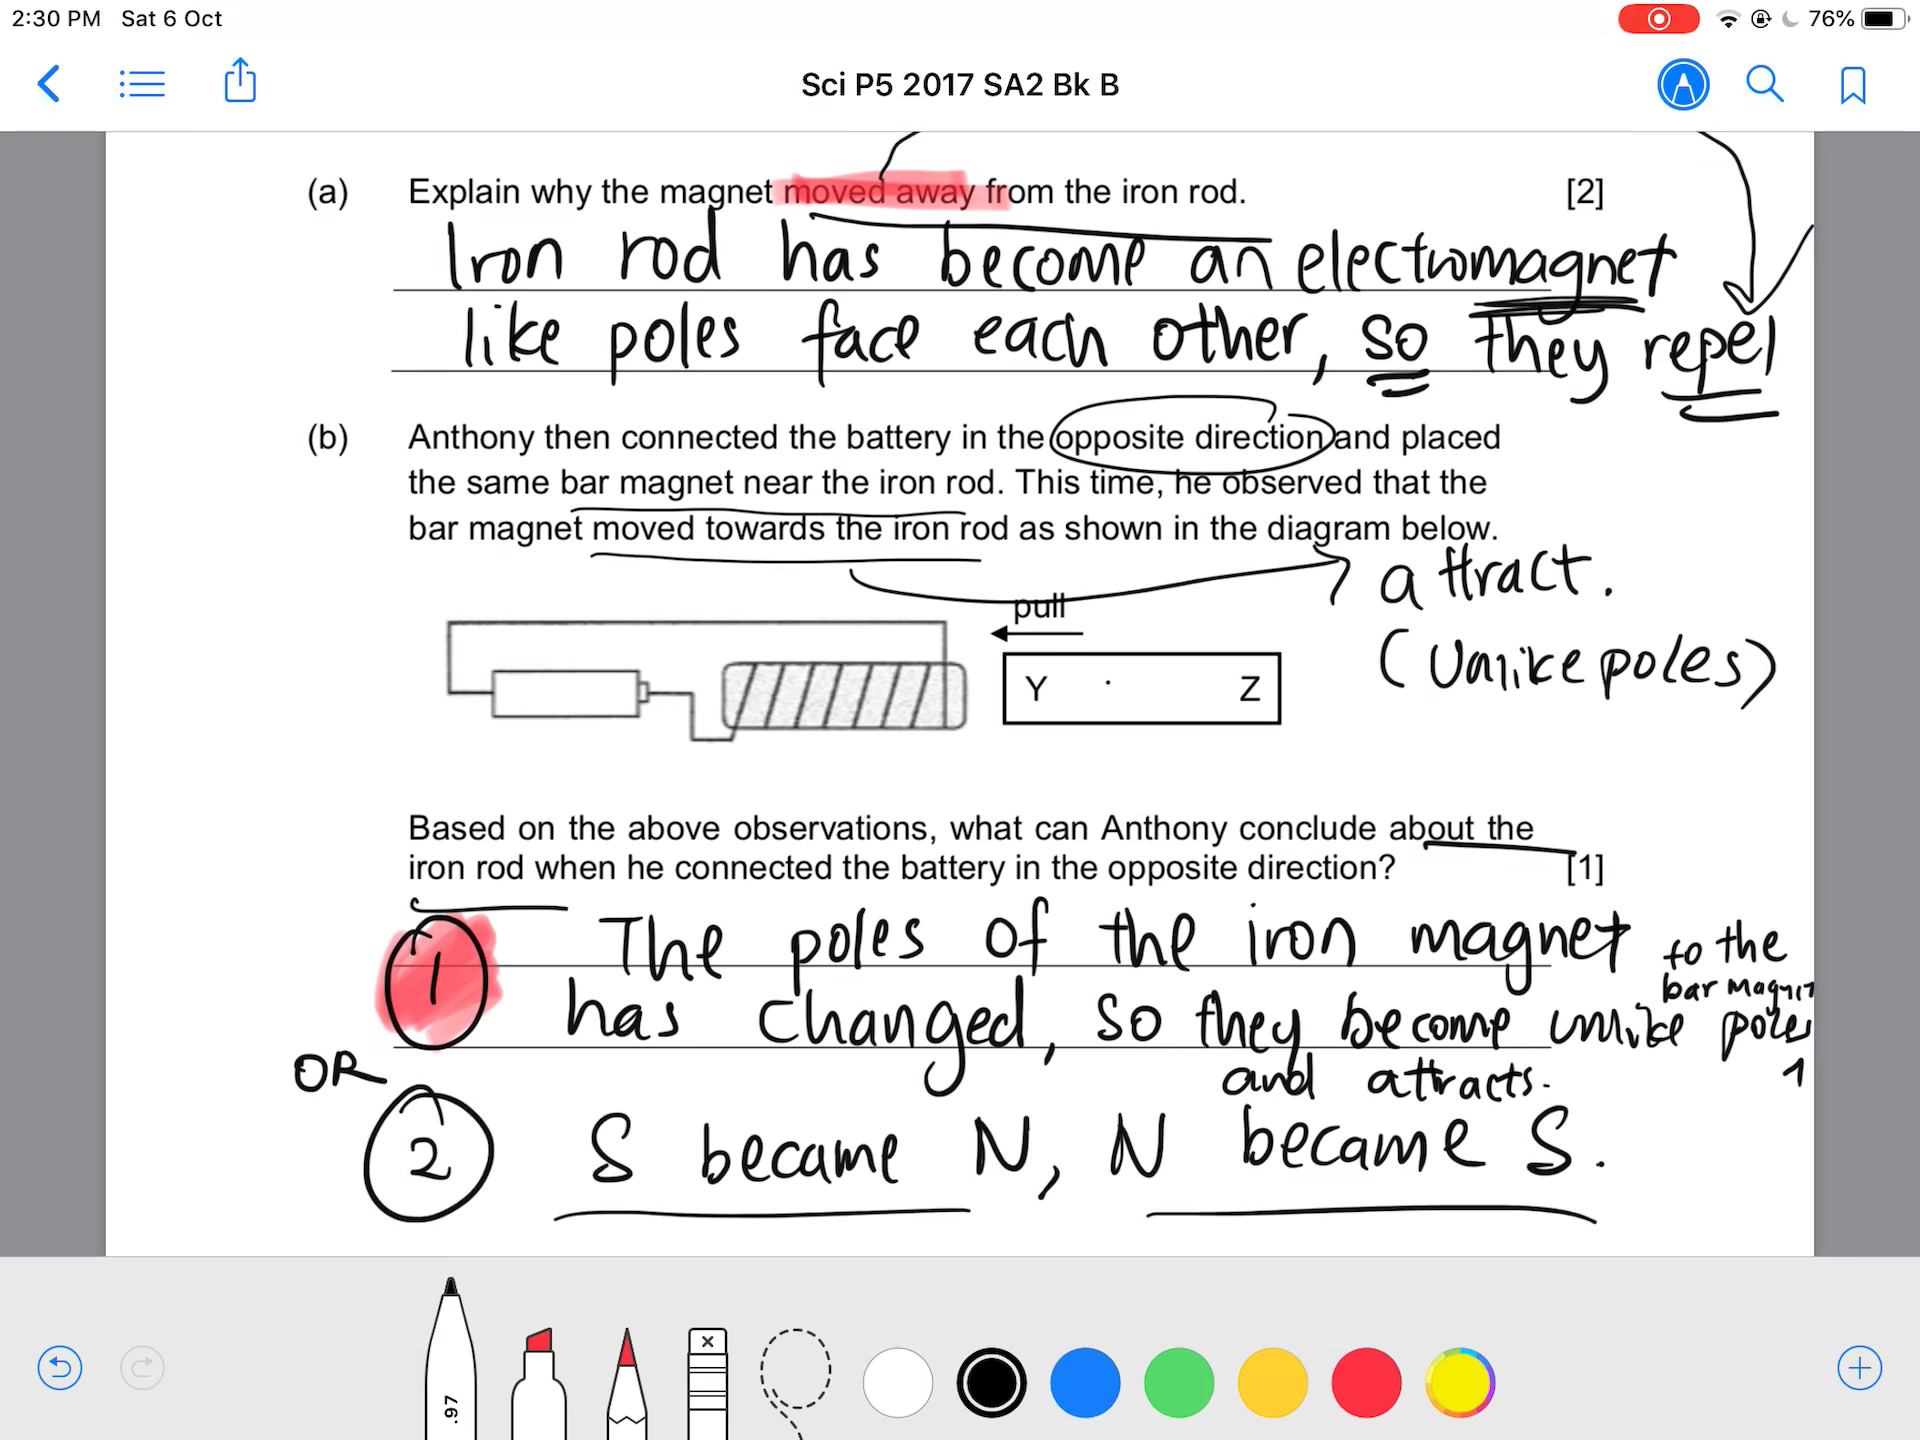 2:30 PM Sat 6 Oct 76%
Sci P5 2017 SA2 Bk B
(a) Explain why the magnet moved away from the iron rod. [2]
Iron rod has become an electromagnet
like poles face each other, so they repel
(b) Anthony then connected the battery in the opposite direction and placed
the same bar magnet near the iron rod. This time, he observed that the
bar magnet moved towards the iron rod as shown in the diagram below.
attract.
(Unlike poles)
pull
Y Z
Based on the above observations, what can Anthony conclude about the
iron rod when he connected the battery in the opposite direction? [1]
1 The poles of the iron magnet
to the
bar magnet
has changed, so they become unlike poles
and attracts.
OR
2 S became N, N became S.
.97